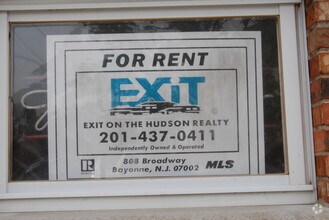 FOR RENT
EXiT
EXIT ON THE HUDSON REALTY
201-437-0411
Independently Owned & Operated
808 Broadway
Bayonne, N.J. 07002
R
MLS